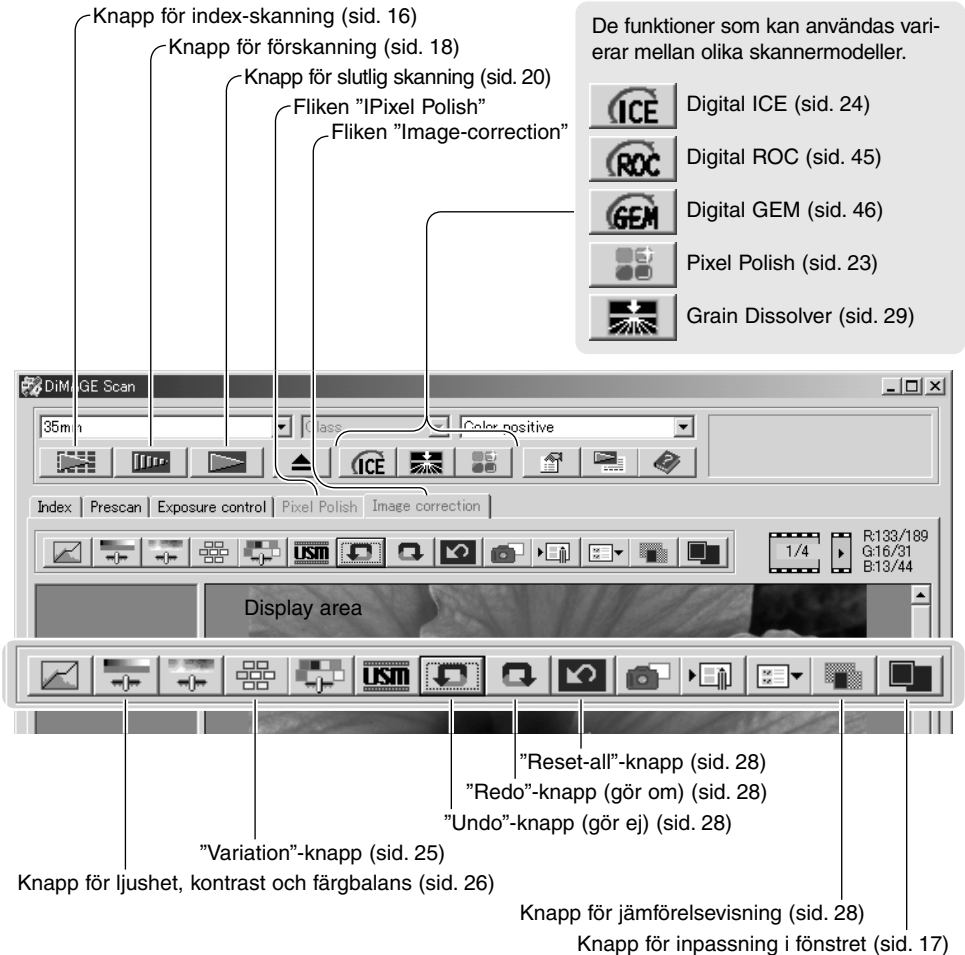 Knapp för index-skanning (sid. 16)
Knapp för förskanning (sid. 18)
Knapp för slutlig skanning (sid. 20)
Fliken ”IPixel Polish”
Fliken ”Image-correction”
De funktioner som kan användas vari-
erar mellan olika skannermodeller.
ICE Digital ICE (sid. 24)
ROC Digital ROC (sid. 45)
GEM Digital GEM (sid. 46)
Pixel Polish (sid. 23)
Grain Dissolver (sid. 29)
DiMAGE Scan
35mm Glass Color positive
ICE
Index Prescan Exposure control Pixel Polish Image correction
USM 1/4 R:133/189
G:16/31
B:13/44
Display area
USM
”Reset-all”-knapp (sid. 28)
”Redo”-knapp (gör om) (sid. 28)
”Undo”-knapp (gör ej) (sid. 28)
”Variation”-knapp (sid. 25)
Knapp för ljushet, kontrast och färgbalans (sid. 26)
Knapp för jämförelsevisning (sid. 28)
Knapp för inpassning i fönstret (sid. 17)